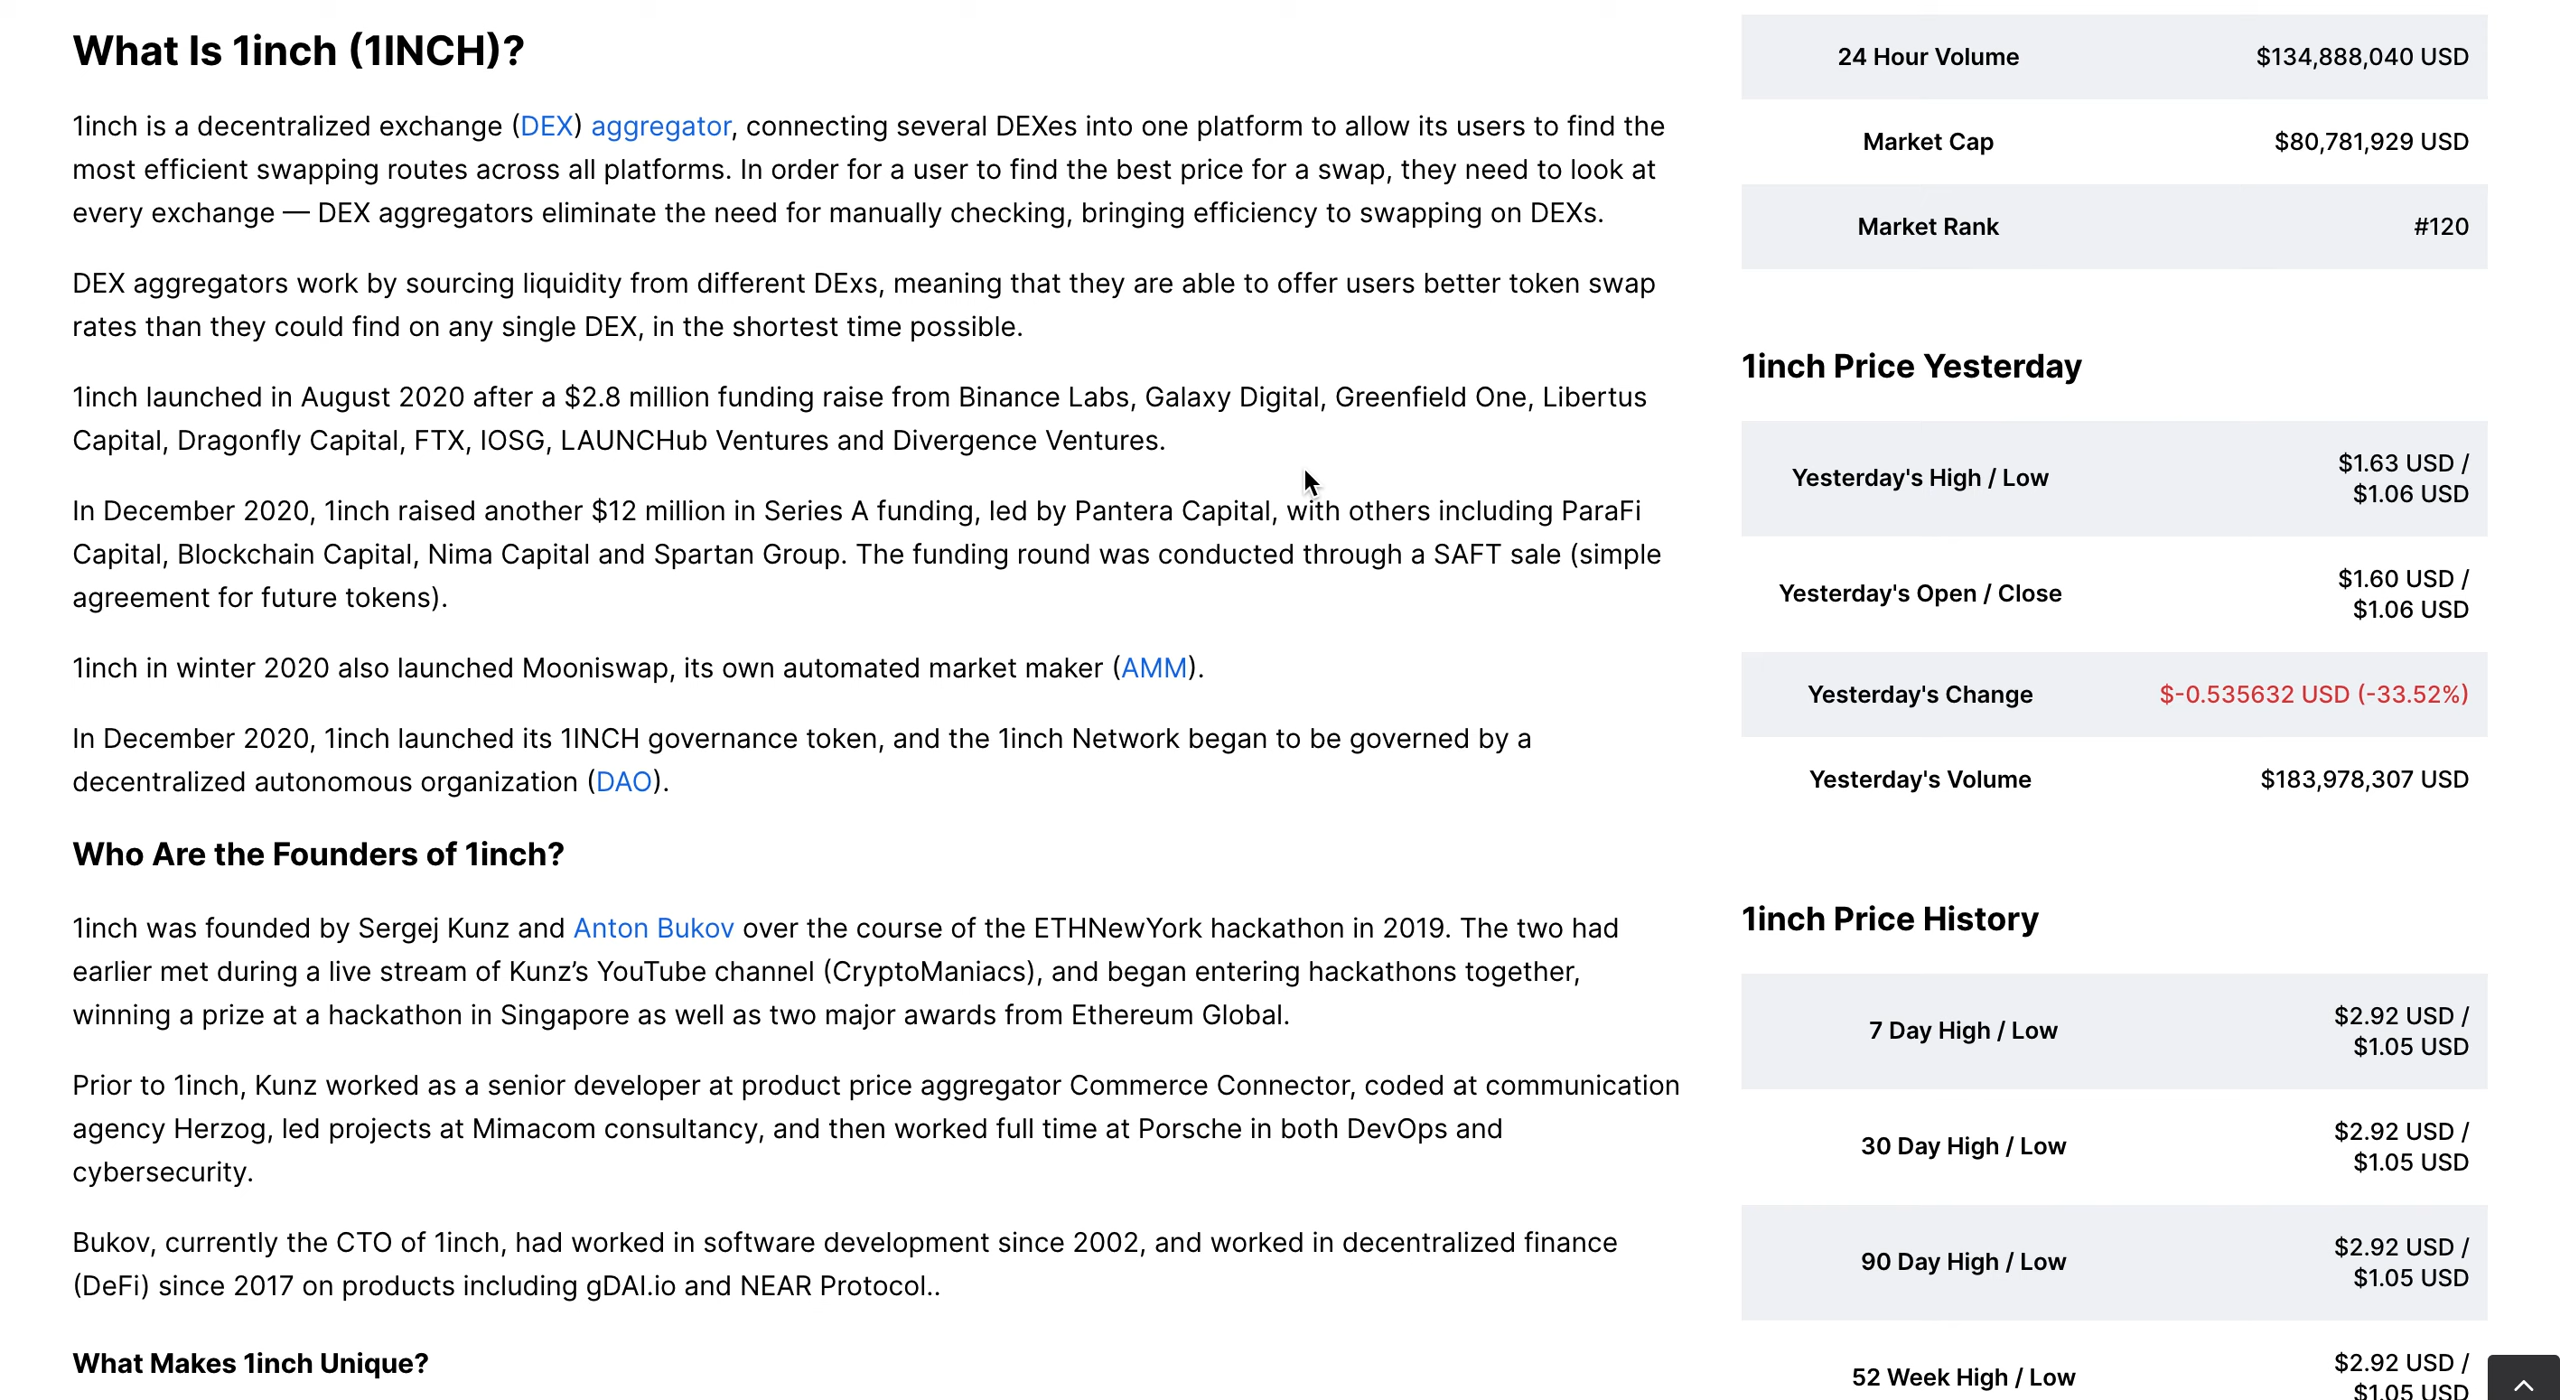 What Is 1inch (1INCH)?
1inch is a decentralized exchange (DEX) aggregator, connecting several DEXes into one platform to allow its users to find the
most efficient swapping routes across all platforms. In order for a user to find the best price for a swap, they need to look at
every exchange — DEX aggregators eliminate the need for manually checking, bringing efficiency to swapping on DEXs.
DEX aggregators work by sourcing liquidity from different DExs, meaning that they are able to offer users better token swap
rates than they could find on any single DEX, in the shortest time possible.
1inch launched in August 2020 after a $2.8 million funding raise from Binance Labs, Galaxy Digital, Greenfield One, Libertus
Capital, Dragonfly Capital, FTX, IOSG, LAUNCHub Ventures and Divergence Ventures.
In December 2020, 1inch raised another $12 million in Series A funding, led by Pantera Capital, with others including ParaFi
Capital, Blockchain Capital, Nima Capital and Spartan Group. The funding round was conducted through a SAFT sale (simple
agreement for future tokens).
1inch in winter 2020 also launched Mooniswap, its own automated market maker (AMM).
In December 2020, 1inch launched its 1INCH governance token, and the 1inch Network began to be governed by a
decentralized autonomous organization (DAO).
Who Are the Founders of 1inch?
1inch was founded by Sergej Kunz and Anton Bukov over the course of the ETHNewYork hackathon in 2019. The two had
earlier met during a live stream of Kunz’s YouTube channel (CryptoManiacs), and began entering hackathons together,
winning a prize at a hackathon in Singapore as well as two major awards from Ethereum Global.
Prior to 1inch, Kunz worked as a senior developer at product price aggregator Commerce Connector, coded at communication
agency Herzog, led projects at Mimacom consultancy, and then worked full time at Porsche in both DevOps and
cybersecurity.
Bukov, currently the CTO of 1inch, had worked in software development since 2002, and worked in decentralized finance
(DeFi) since 2017 on products including gDAI.io and NEAR Protocol..
What Makes 1inch Unique?
24 Hour Volume $134,888,040 USD
Market Cap $80,781,929 USD
Market Rank #120
1inch Price Yesterday
Yesterday's High / Low $1.63 USD /
$1.06 USD
Yesterday's Open / Close $1.60 USD /
$1.06 USD
Yesterday's Change $-0.535632 USD (-33.52%)
Yesterday's Volume $183,978,307 USD
1inch Price History
7 Day High / Low $2.92 USD /
$1.05 USD
30 Day High / Low $2.92 USD /
$1.05 USD
90 Day High / Low $2.92 USD /
$1.05 USD
52 Week High / Low $2.92 USD /
$1.05 USD